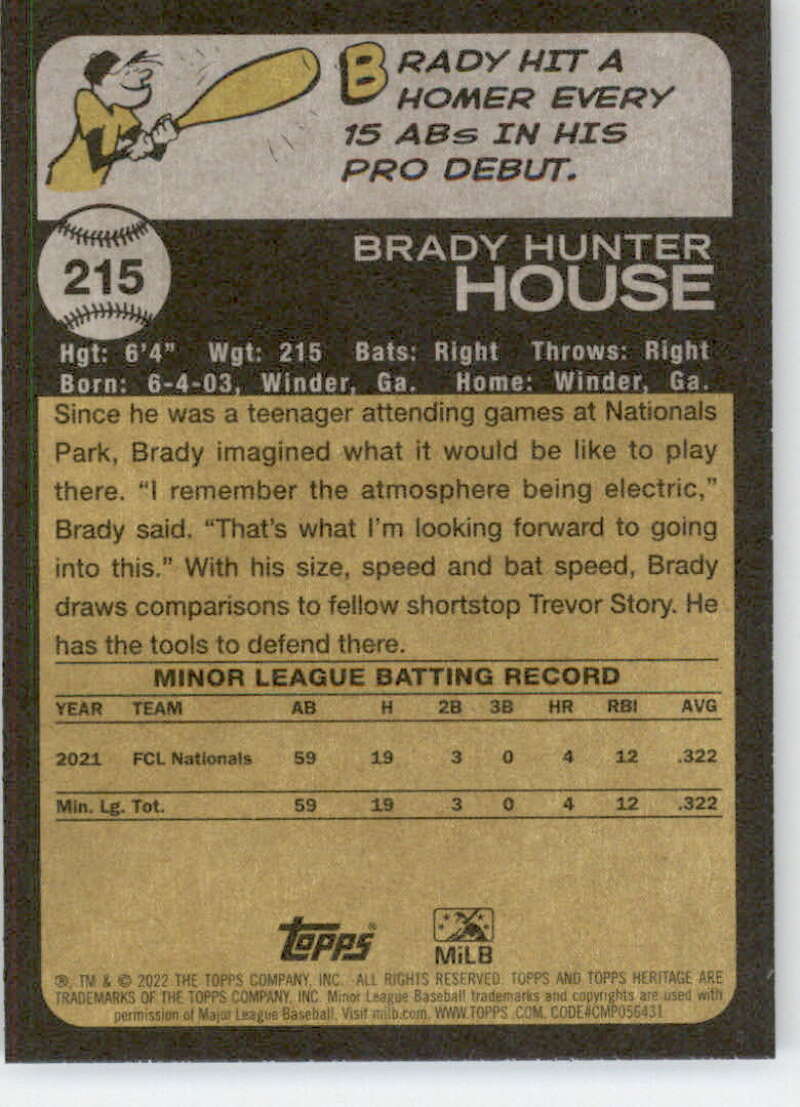 BRADY HIT A
HOMER EVERY
15 ABs IN HIS
PRO DEBUT.
215
BRADY HUNTER
HOUSE
Hgt: 6'4" Wgt: 215 Bats: Right Throws: Right
Born: 6-4-03, Winder, Ga. Home: Winder, Ga.
Since he was a teenager attending games at Nationals
Park, Brady imagined what it would be like to play
there. “I remember the atmosphere being electric,”
Brady said. “That’s what I’m looking forward to going
into this.” With his size, speed and bat speed, Brady
draws comparisons to fellow shortstop Trevor Story. He
has the tools to defend there.
MINOR LEAGUE BATTING RECORD
YEAR TEAM AB H 2B 3B HR RBI AVG
2021 FCL Nationals 59 19 3 0 4 12 .322
Min. Lg. Tot. 59 19 3 0 4 12 .322
Topps
MiLB
®, TM & © 2022 THE TOPPS COMPANY, INC. ALL RIGHTS RESERVED. TOPPS AND TOPPS HERITAGE ARE
TRADEMARKS OF THE TOPPS COMPANY, INC. Minor League Baseball trademarks and copyrights are used with
permission of Major League Baseball. Visit milb.com. WWW.TOPPS.COM. CODE#CMP056431